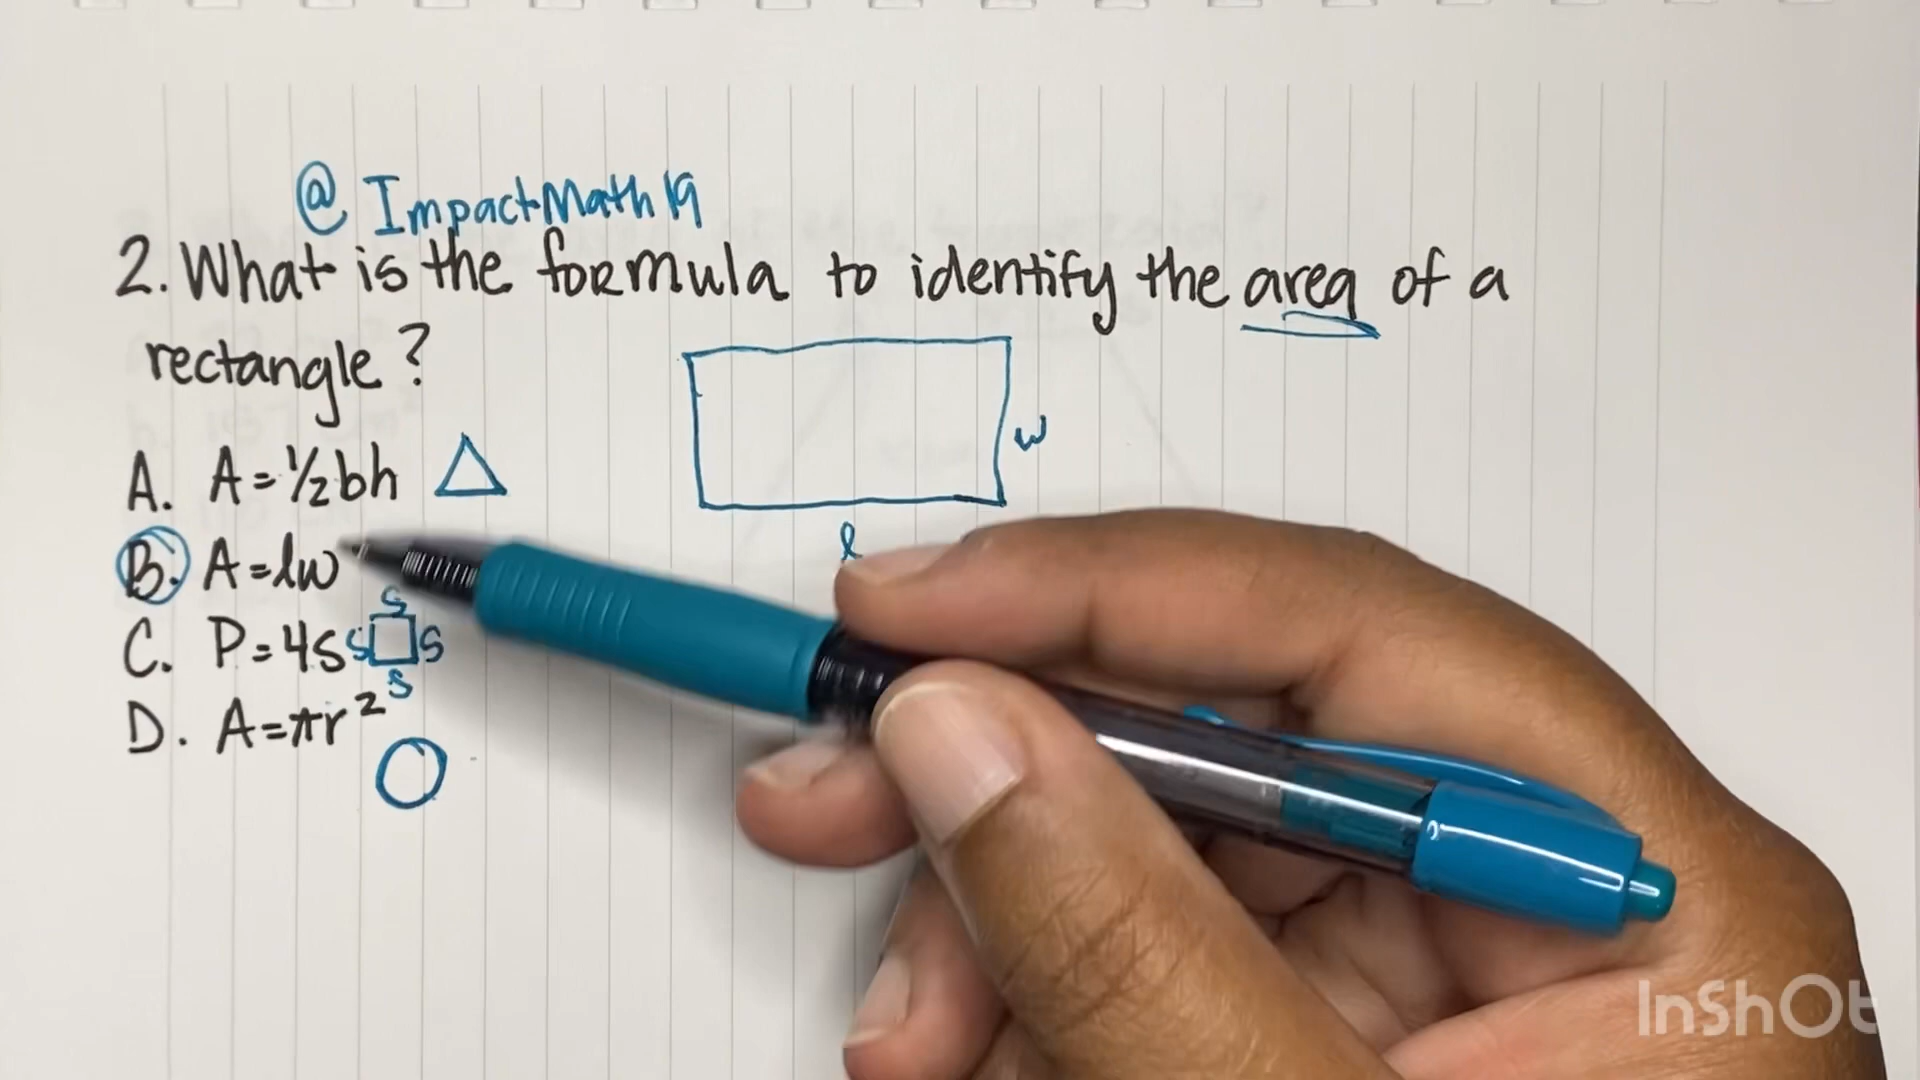 @ ImpactMath19
2. What is the formula to identify the area of a
rectangle?
A. A = ½bh
w
l
B. A = lw
S
C. P = 4s S S
S
D. A = πr²
InShOt